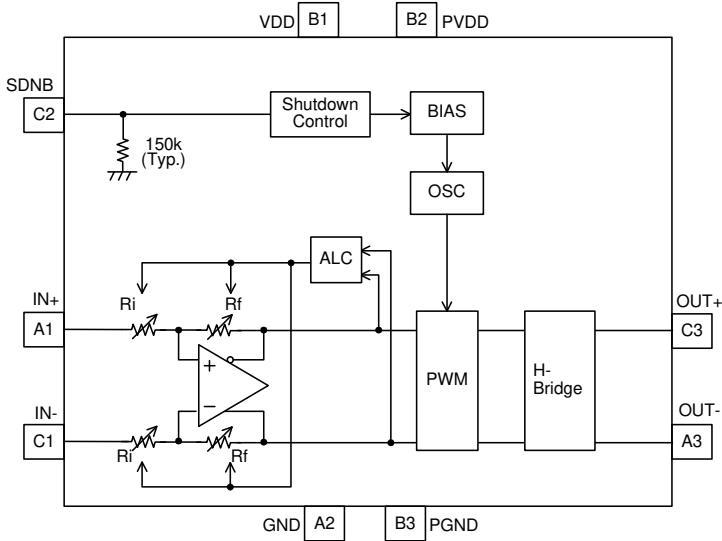 VDD B1 B2 PVDD
SDNB
C2
Shutdown
Control
BIAS
150k
(Typ.)
OSC
ALC
IN+
Ri
Rf
OUT+
A1
C3
+
PWM
H-
Bridge
−
IN-
OUT-
C1
Ri
Rf
A3
GND A2 B3 PGND